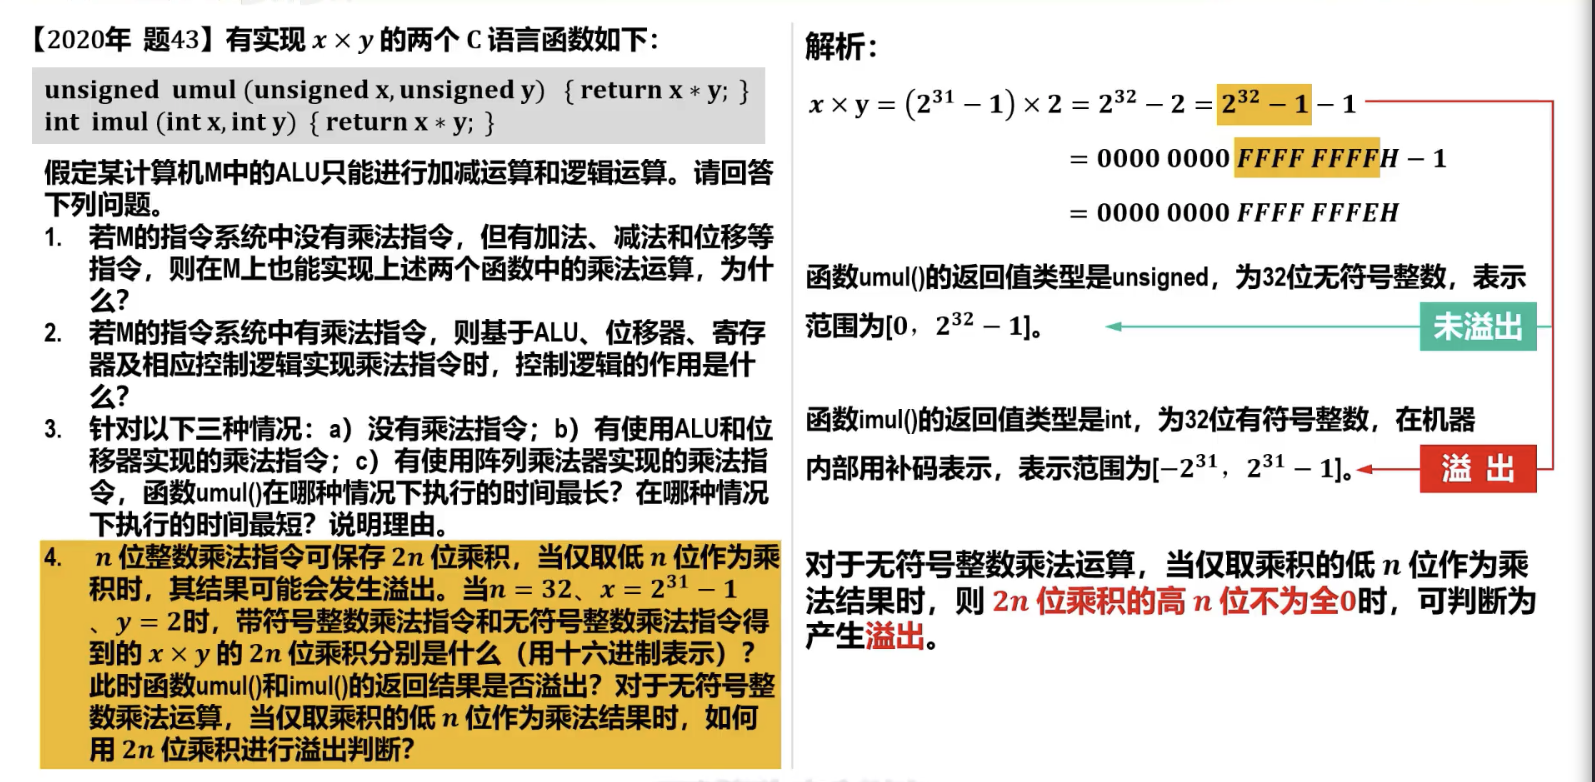 【2020年 题43】有实现 x × y 的两个 C 语言函数如下：
unsigned umul (unsigned x, unsigned y) { return x * y; }
int imul (int x, int y) { return x * y; }
假定某计算机M中的ALU只能进行加减运算和逻辑运算。请回答
下列问题。
1. 若M的指令系统中没有乘法指令，但有加法、减法和位移等
指令，则在M上也能实现上述两个函数中的乘法运算，为什
么？
2. 若M的指令系统中有乘法指令，则基于ALU、位移器、寄存
器及相应控制逻辑实现乘法指令时，控制逻辑的作用是什
么？
3. 针对以下三种情况：a）没有乘法指令；b）有使用ALU和位
移器实现的乘法指令；c）有使用阵列乘法器实现的乘法指
令，函数umul()在哪种情况下执行的时间最长？在哪种情况
下执行的时间最短？说明理由。
4. n 位整数乘法指令可保存 2n 位乘积，当仅取低 n 位作为乘
积时，其结果可能会发生溢出。当n = 32、x = 2³¹ − 1
、y = 2时，带符号整数乘法指令和无符号整数乘法指令得
到的 x × y 的 2n 位乘积分别是什么（用十六进制表示）？
此时函数umul()和imul()的返回结果是否溢出？对于无符号整
数乘法运算，当仅取乘积的低 n 位作为乘法结果时，如何
用 2n 位乘积进行溢出判断？
解析：
x × y = (2³¹ − 1) × 2 = 2³² − 2 = 2³² − 1 − 1
= 0000 0000 FFFF FFFFH − 1
= 0000 0000 FFFF FFFEH
函数umul()的返回值类型是unsigned，为32位无符号整数，表示
范围为[0，2³² − 1]。
未溢出
函数imul()的返回值类型是int，为32位有符号整数，在机器
内部用补码表示，表示范围为[−2³¹，2³¹ − 1]。
溢 出
对于无符号整数乘法运算，当仅取乘积的低 n 位作为乘
法结果时，则 2n 位乘积的高 n 位不为全0时，可判断为
产生溢出。